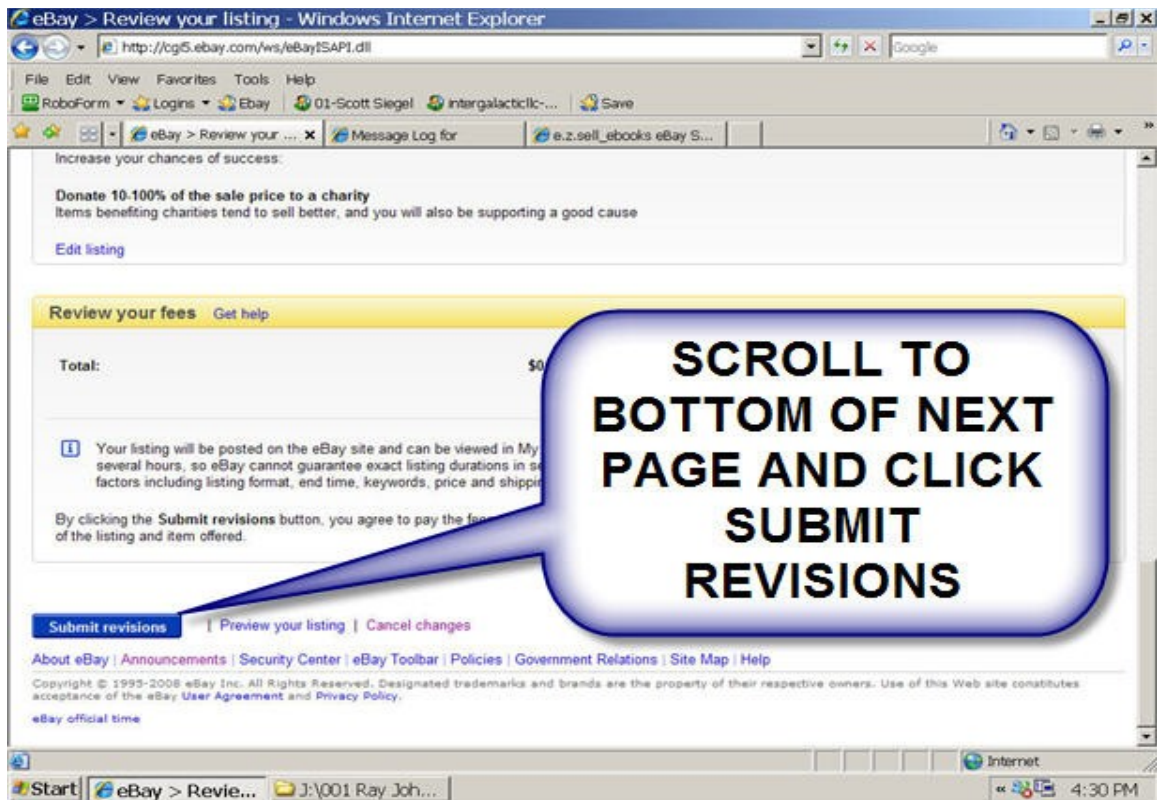 eBay > Review your listing - Windows Internet Explorer
http://cgi5.ebay.com/ws/eBayISAPI.dll
Google
File Edit View Favorites Tools Help
RoboForm Logins Ebay 01-Scott Siegel intergalacticllc-... Save
eBay > Review your ... Message Log for e.z.sell_ebooks eBay S...
Increase your chances of success:
Donate 10-100% of the sale price to a charity
Items benefiting charities tend to sell better, and you will also be supporting a good cause
Edit listing
Review your fees Get help
Total: $0
SCROLL TO
BOTTOM OF NEXT
PAGE AND CLICK
SUBMIT
REVISIONS
Your listing will be posted on the eBay site and can be viewed in My
several hours, so eBay cannot guarantee exact listing durations in
factors including listing format, end time, keywords, price and
By clicking the Submit revisions button, you agree to pay the
of the listing and item offered.
Submit revisions | Preview your listing | Cancel changes
About eBay | Announcements | Security Center | eBay Toolbar | Policies | Government Relations | Site Map | Help
Copyright © 1995-2008 eBay Inc. All Rights Reserved. Designated trademarks and brands are the property of their respective owners. Use of this Web site constitutes
acceptance of the eBay User Agreement and Privacy Policy.
eBay official time
Internet
Start eBay > Revie... J:\001 Ray Joh... 4:30 PM